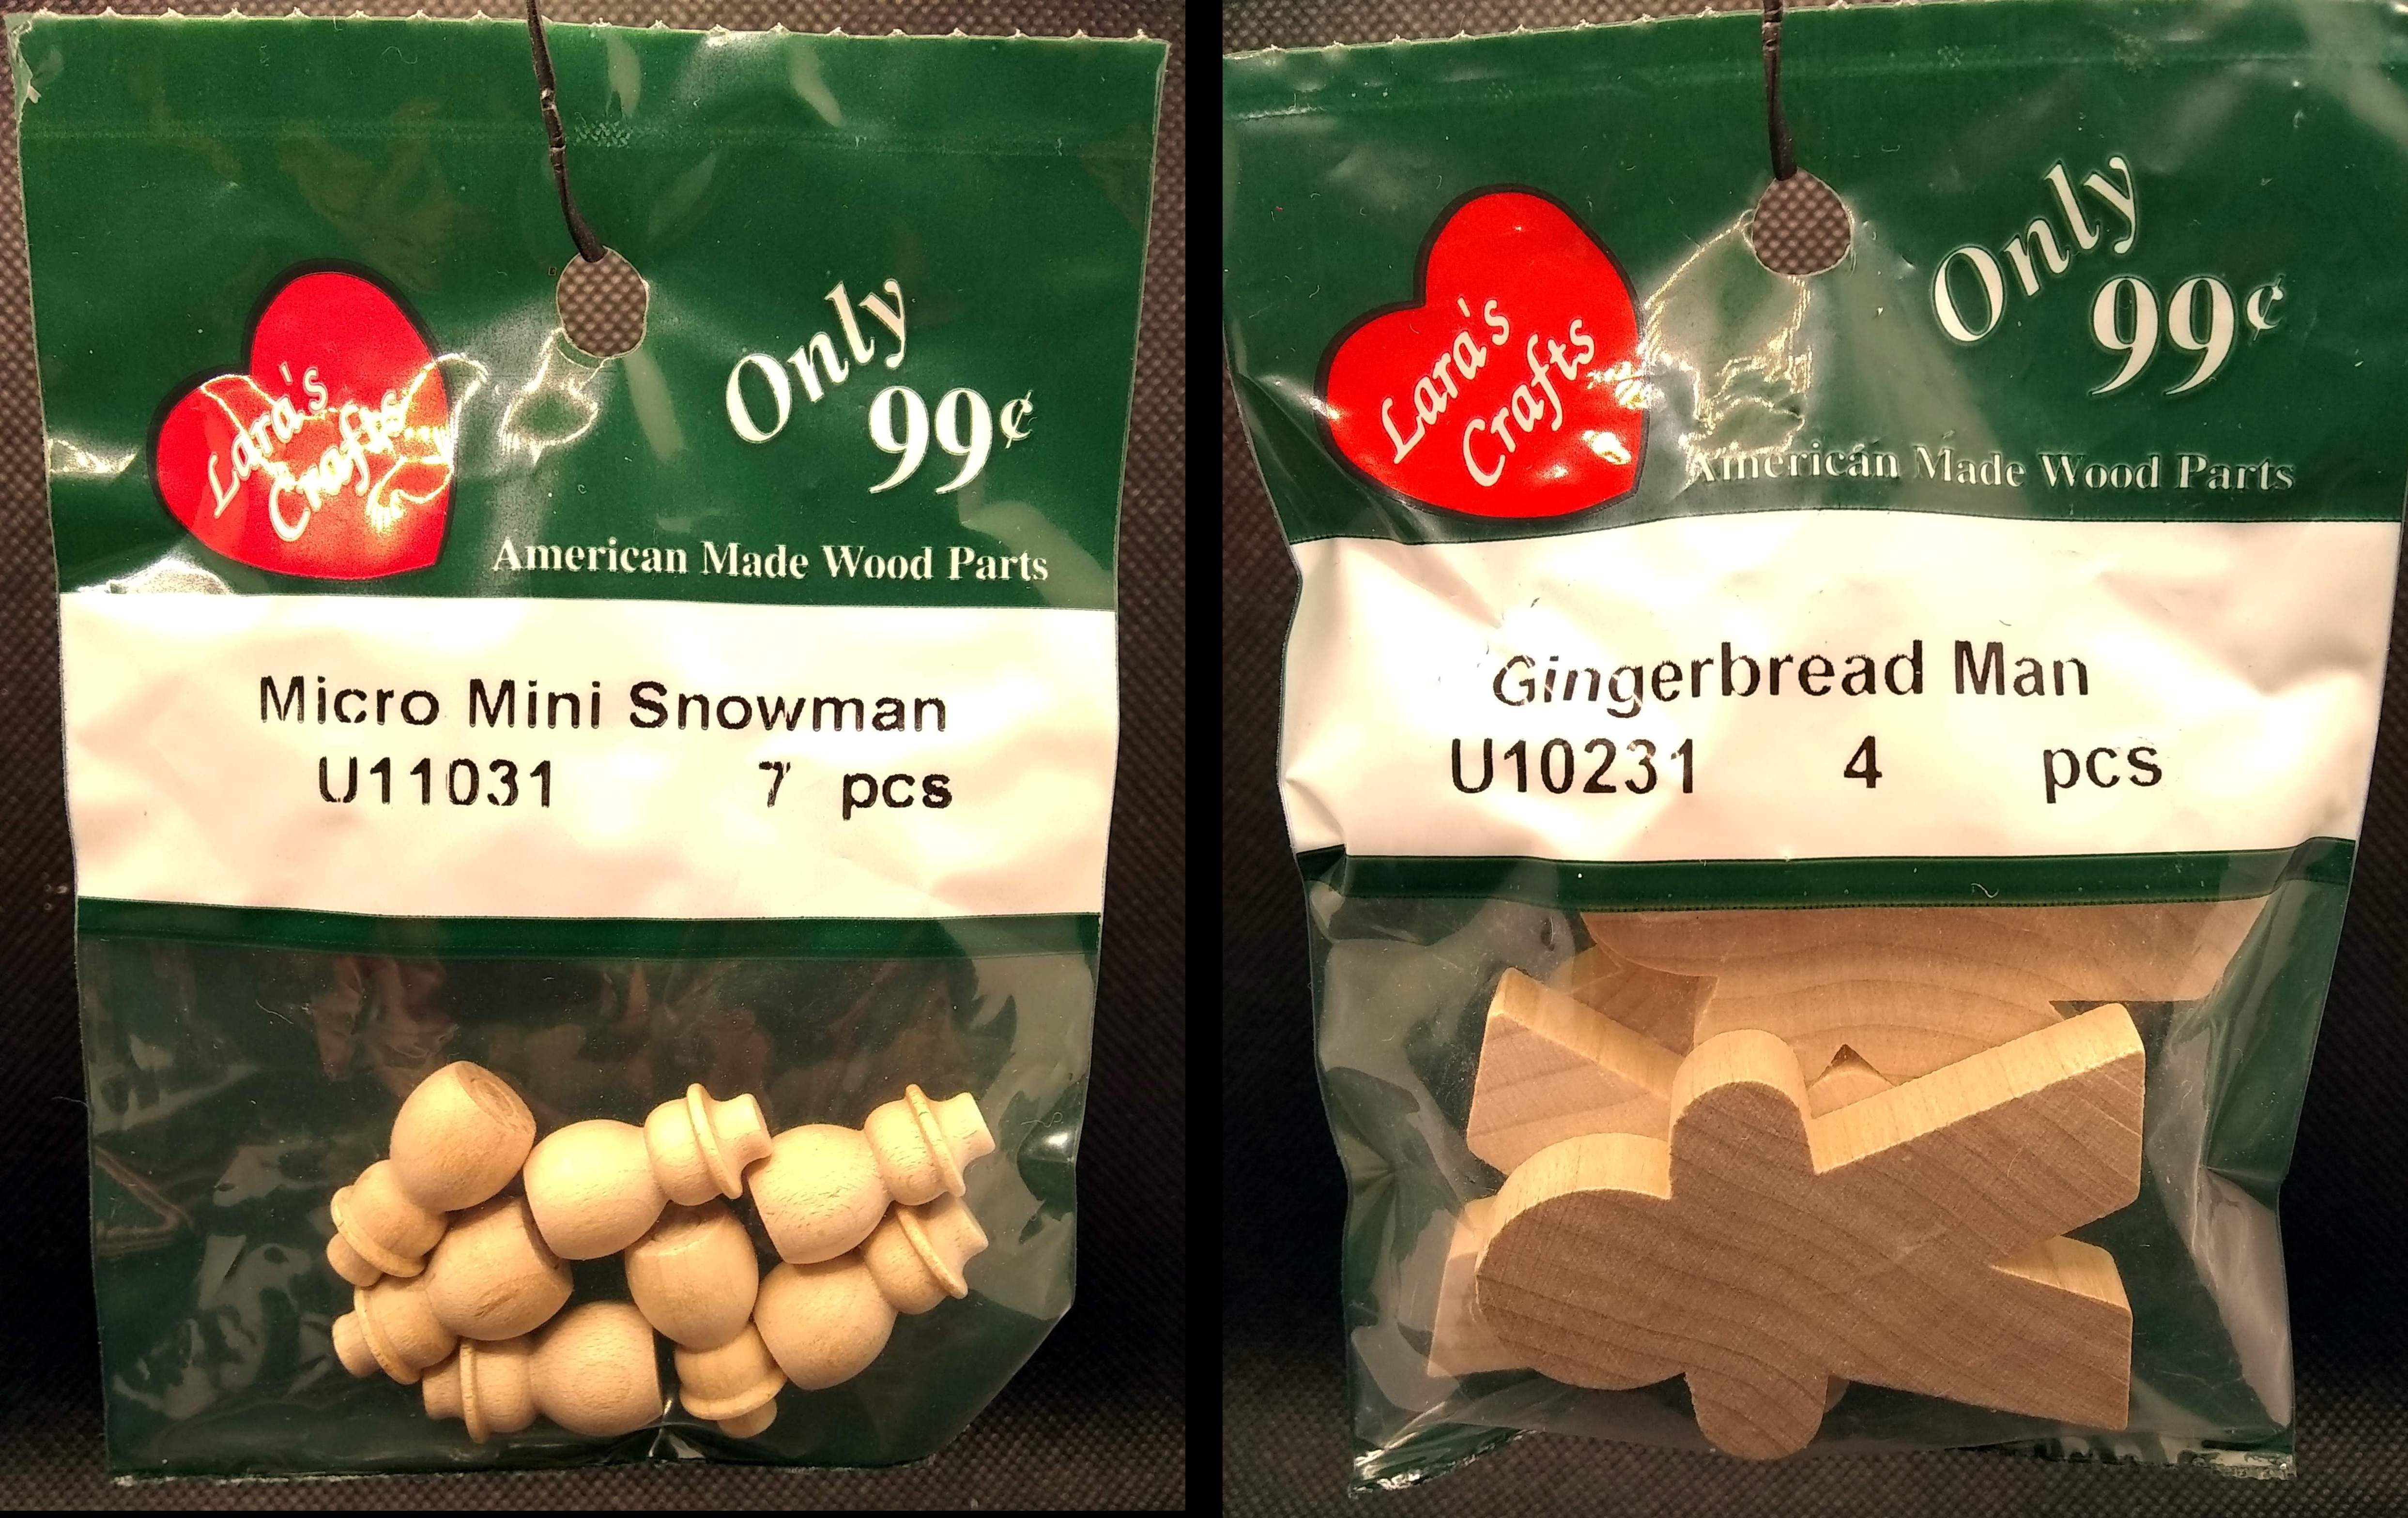 Lara's
Crafts
Only
99¢
American Made Wood Parts
Micro Mini Snowman
U11031 7 pcs
Lara's
Crafts
Only
99¢
American Made Wood Parts
Gingerbread Man
U10231 4 pcs